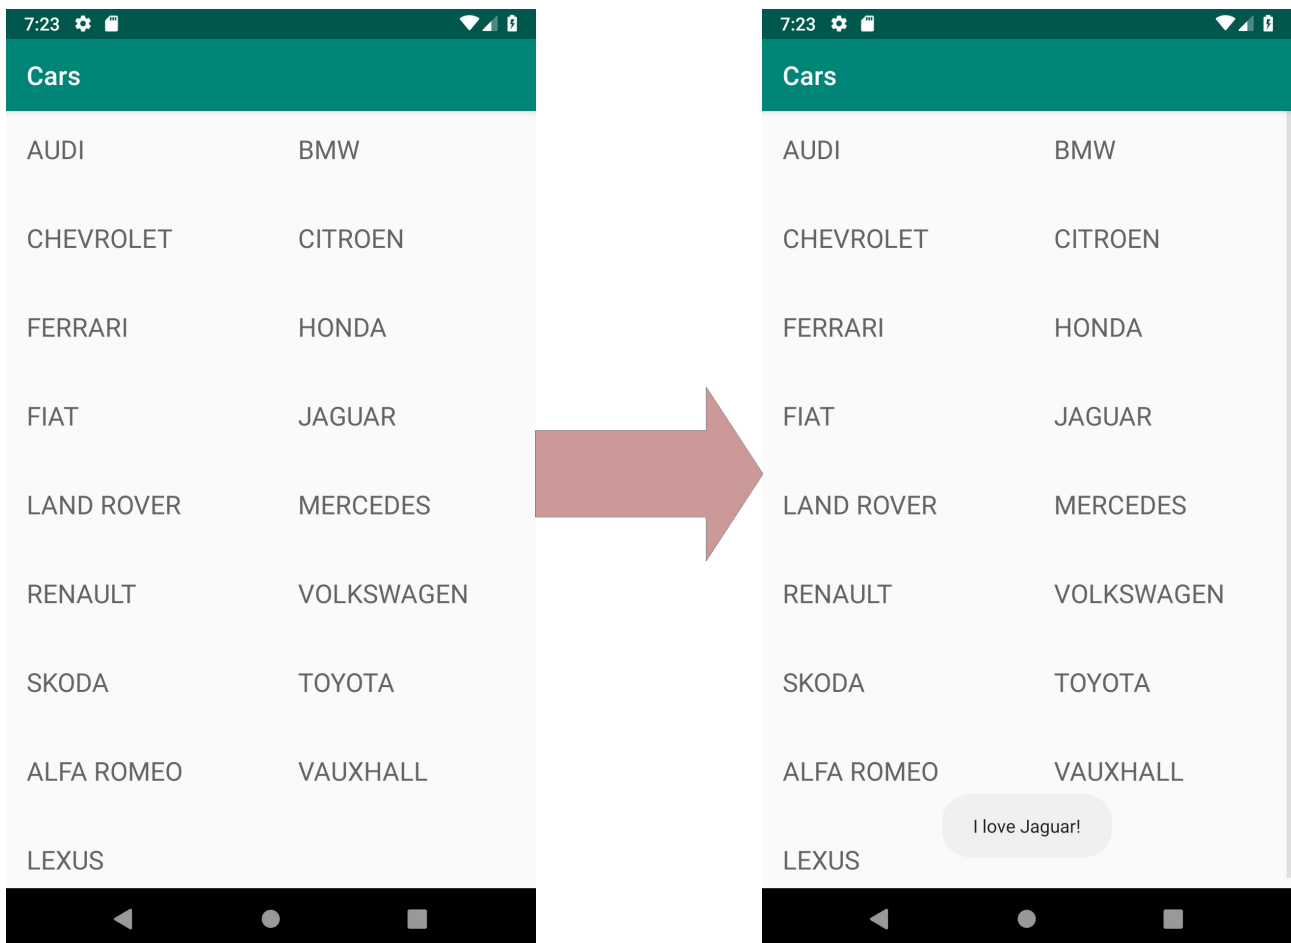 7:23
Cars
AUDI BMW
CHEVROLET CITROEN
FERRARI HONDA
FIAT JAGUAR
LAND ROVER MERCEDES
RENAULT VOLKSWAGEN
SKODA TOYOTA
ALFA ROMEO VAUXHALL
LEXUS
7:23
Cars
AUDI BMW
CHEVROLET CITROEN
FERRARI HONDA
FIAT JAGUAR
LAND ROVER MERCEDES
RENAULT VOLKSWAGEN
SKODA TOYOTA
ALFA ROMEO VAUXHALL
I love Jaguar!
LEXUS